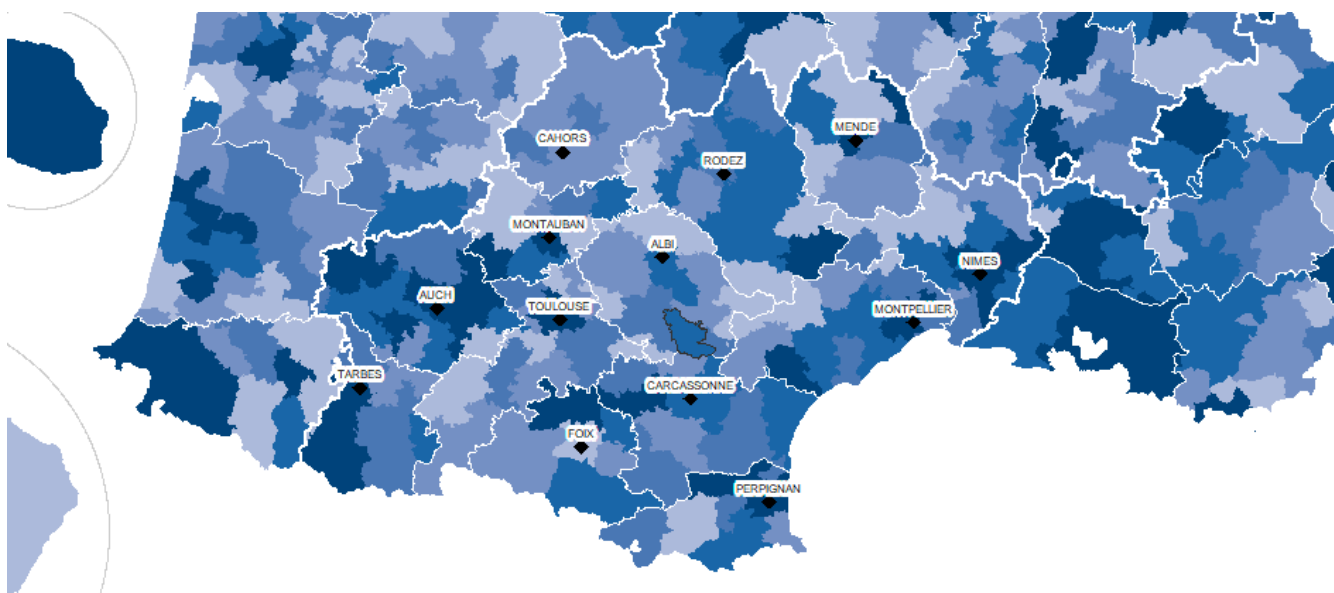 MENDE
CAHORS
RODEZ
MONTAUBAN
ALBI
NIMES
AUCH
TOULOUSE
MONTPELLIER
TARBES
CARCASSONNE
FOIX
PERPIGNAN